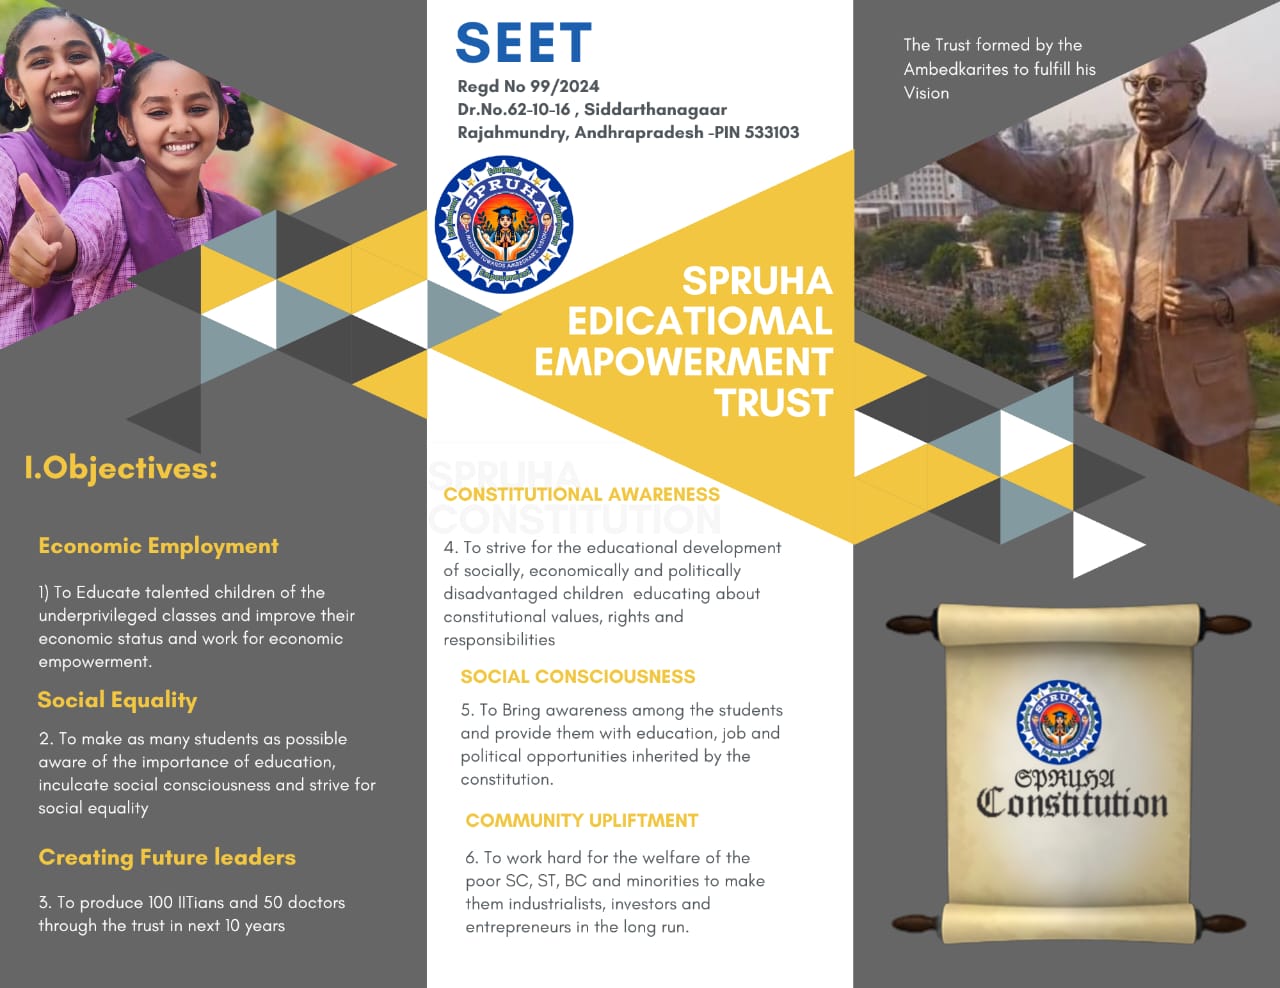 SEET
Regd No 99/2024
Dr.No.62-10-16 , Siddarthanagaar
Rajahmundry, Andhrapradesh -PIN 533103
SPRUHA
Empowerment
SPRUHA
EDICATIOMAL
EMPOWERMENT
TRUST
The Trust formed by the
Ambedkarites to fulfill his
Vision
I.Objectives:
Economic Employment
1) To Educate talented children of the
underprivileged classes and improve their
economic status and work for economic
empowerment.
Social Equality
2. To make as many students as possible
aware of the importance of education,
inculcate social consciousness and strive for
social equality
Creating Future leaders
3. To produce 100 IITians and 50 doctors
through the trust in next 10 years
SPRUHA
CONSTITUTION
CONSTITUTIONAL AWARENESS
4. To strive for the educational development
of socially, economically and politically
disadvantaged children educating about
constitutional values, rights and
responsibilities
SOCIAL CONSCIOUSNESS
5. To Bring awareness among the students
and provide them with education, job and
political opportunities inherited by the
constitution.
COMMUNITY UPLIFTMENT
6. To work hard for the welfare of the
poor SC, ST, BC and minorities to make
them industrialists, investors and
entrepreneurs in the long run.
SPRUHA
SPRUHA
Constitution